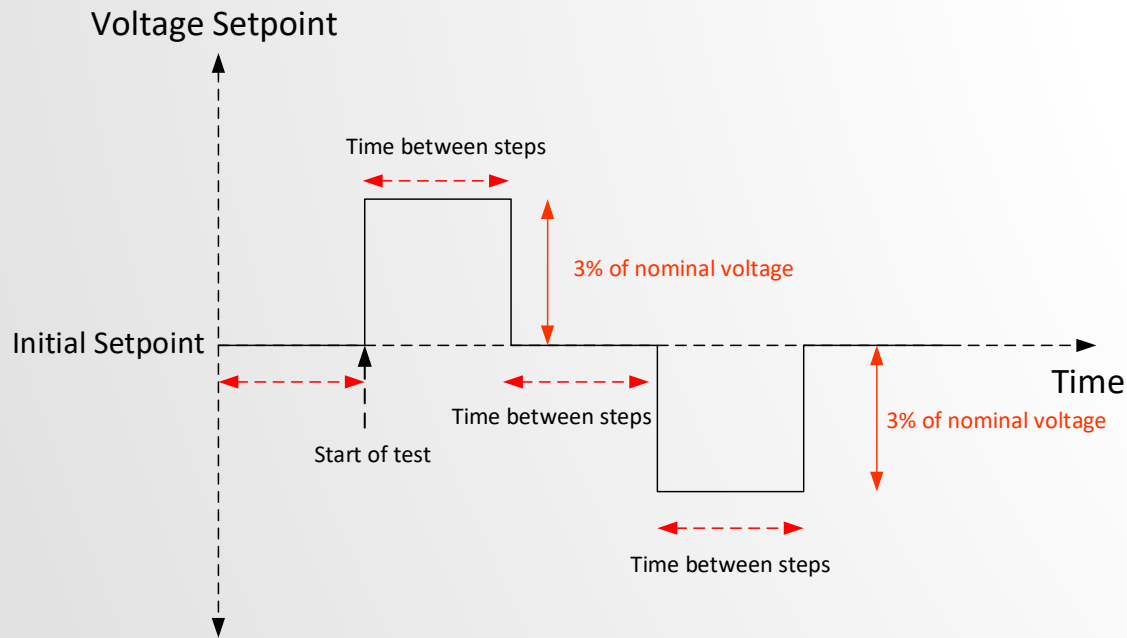 Voltage Setpoint
Time between steps
3% of nominal voltage
Initial Setpoint
Time
Time between steps
3% of nominal voltage
Start of test
Time between steps